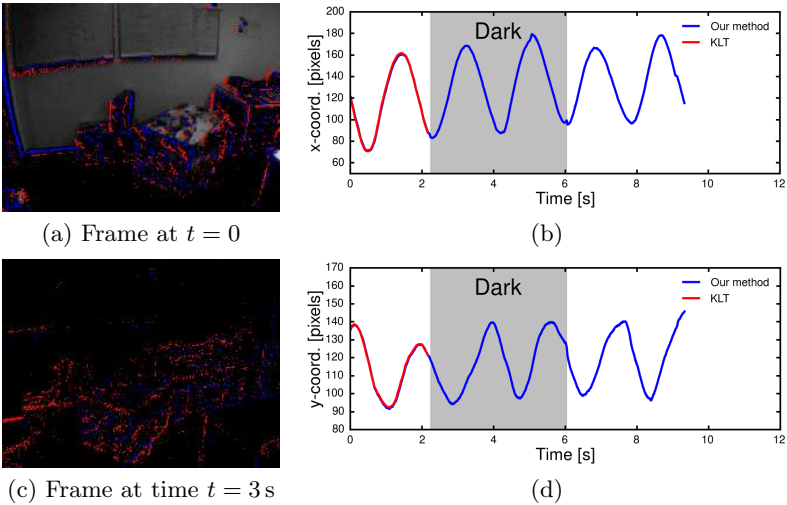 (a) Frame at t = 0
x-coord. [pixels]
200
180
160
140
120
100
80
60
Dark
Our method
KLT
0 2 4 6 8 10 12
Time [s]
(b)
(c) Frame at time t = 3 s
y-coord. [pixels]
170
160
150
140
130
120
110
100
90
80
Dark
Our method
KLT
0 2 4 6 8 10 12
Time [s]
(d)